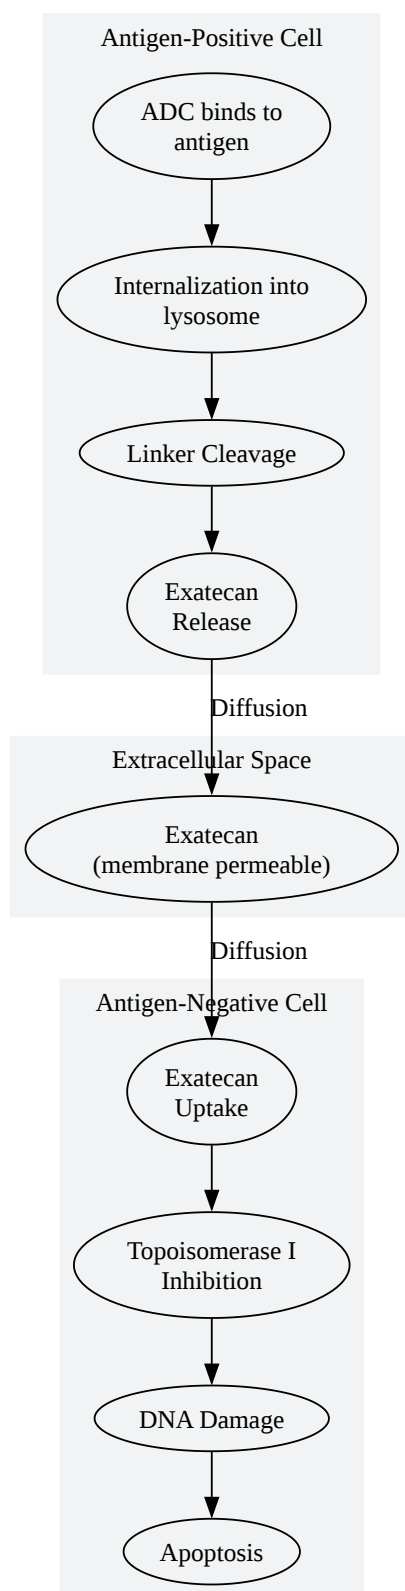 Antigen-Positive Cell
ADC binds to
antigen
Internalization into
lysosome
Linker Cleavage
Exatecan
Release
Diffusion
Extracellular Space
Exatecan
(membrane permeable)
Diffusion
Antigen-Negative Cell
Exatecan
Uptake
Topoisomerase I
Inhibition
DNA Damage
Apoptosis